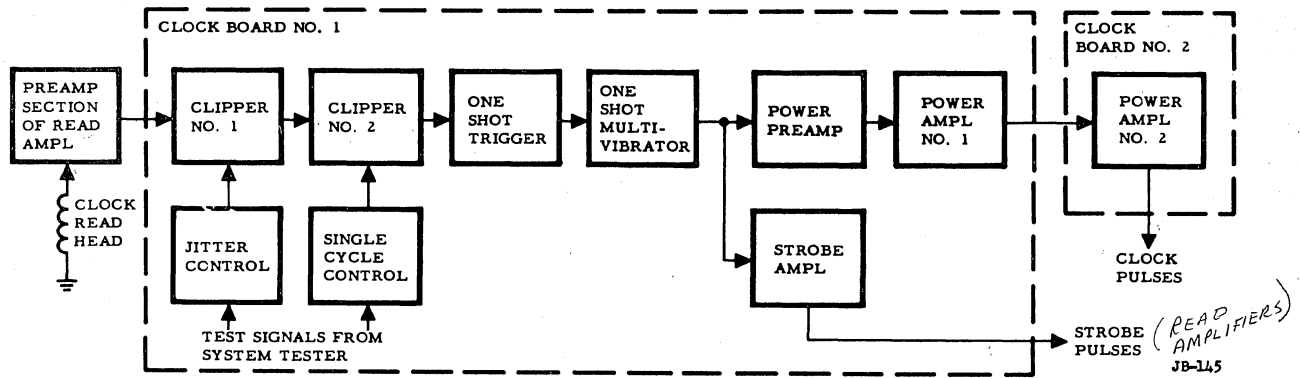 CLOCK BOARD NO. 1
CLOCK
BOARD NO. 2
PREAMP
SECTION
OF READ
AMPL
CLIPPER
NO. 1
CLIPPER
NO. 2
ONE
SHOT
TRIGGER
ONE
SHOT
MULTI-
VIBRATOR
POWER
PREAMP
POWER
AMPL
NO. 1
POWER
AMPL
NO. 2
CLOCK
READ
HEAD
JITTER
CONTROL
SINGLE
CYCLE
CONTROL
STROBE
AMPL
CLOCK
PULSES
TEST SIGNALS FROM
SYSTEM TESTER
STROBE
PULSES
(READ
AMPLIFIERS)
JB-145